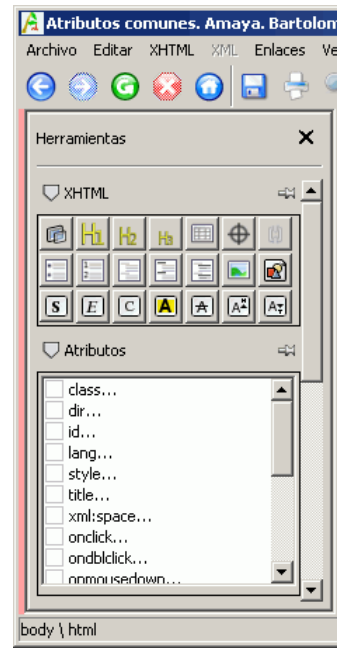 Atributos comunes. Amaya. Bartolom
Archivo Editar XHTML XML Enlaces Ve
Herramientas
XHTML
H1 H2 H3
S E C A A A A
Atributos
class...
dir...
id...
lang...
style...
title...
xml:space...
onclick...
ondblclick...
onmousedown...
body \ html